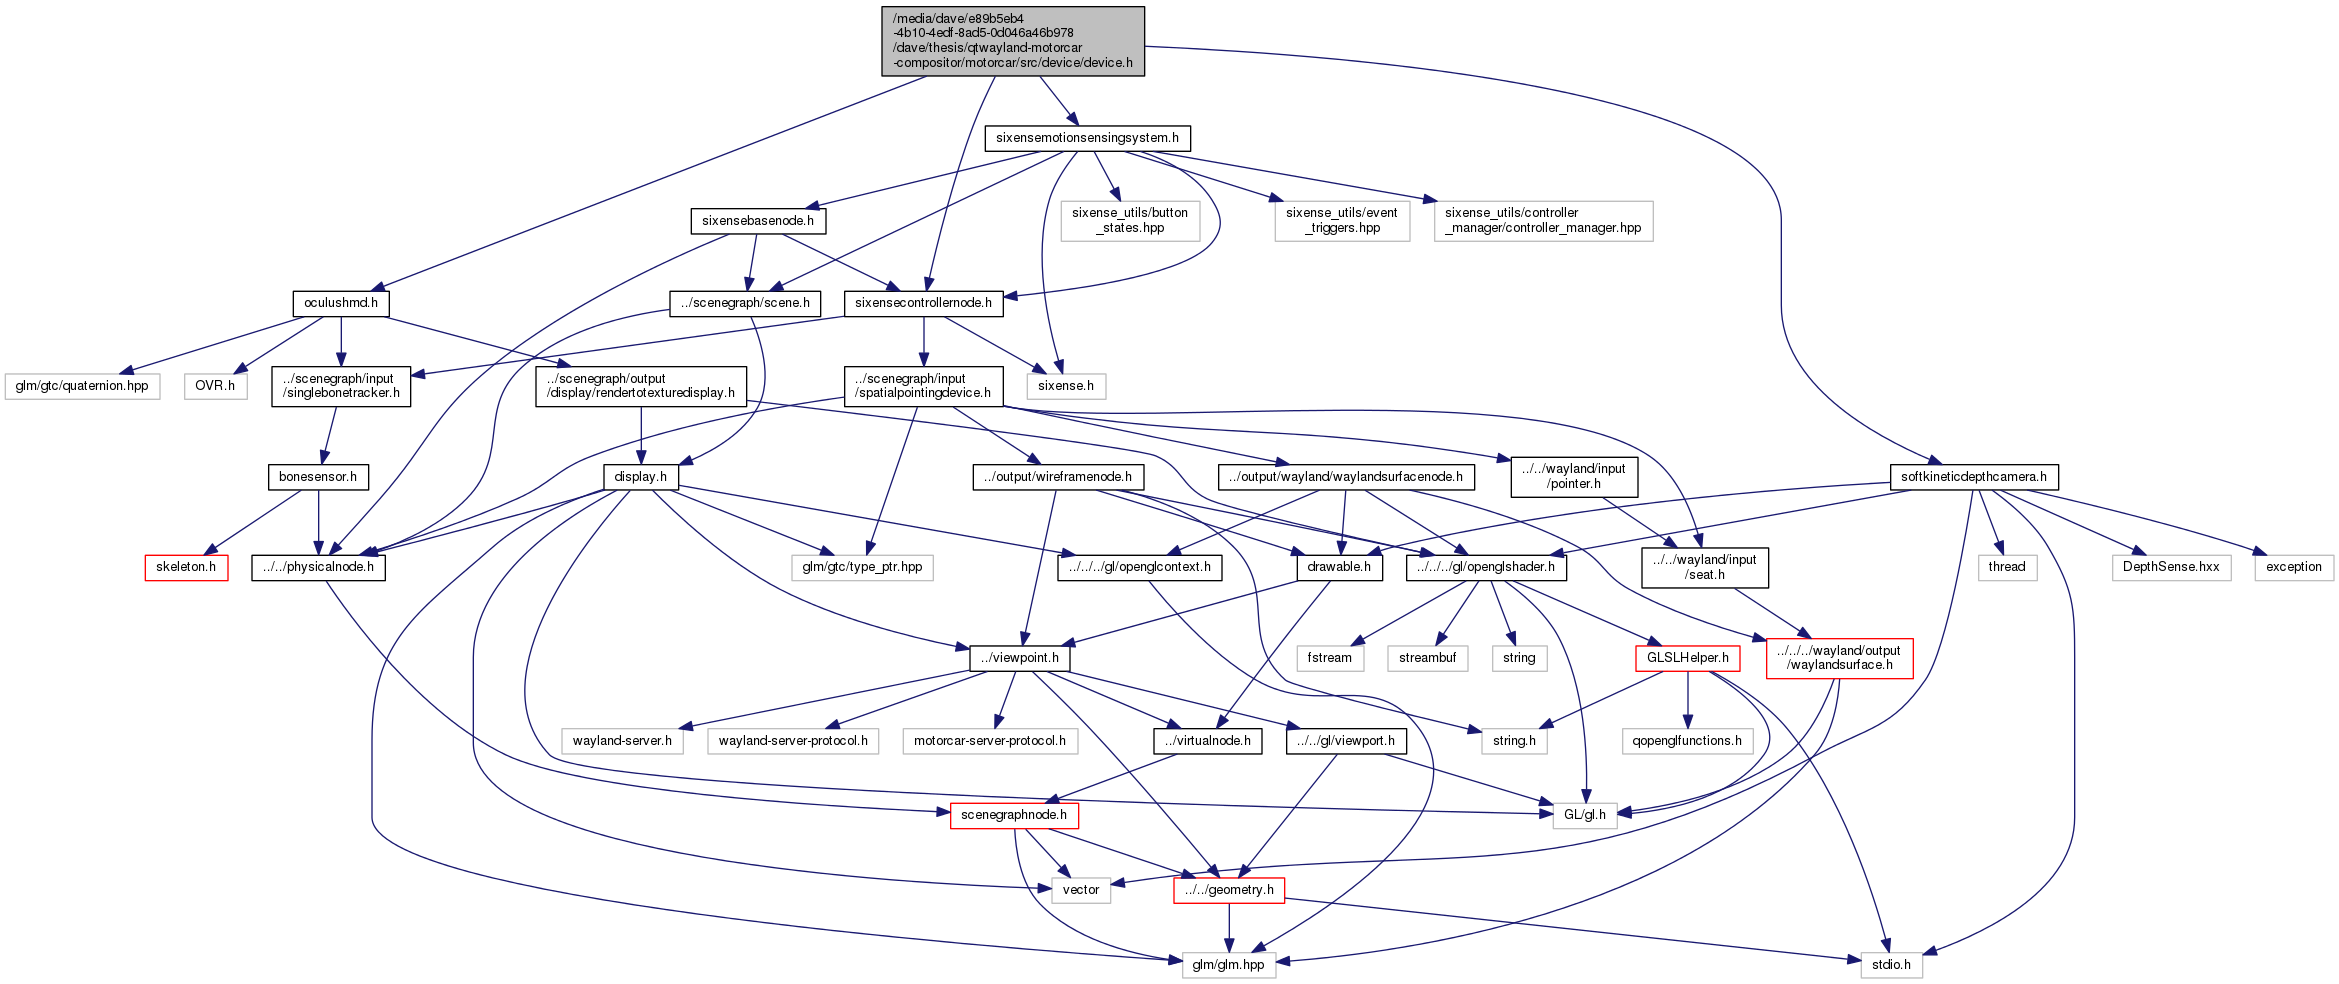 /media/dave/e89b5eb4
-4b10-4edf-8ad5-0d046a46b978
/dave/thesis/qtwayland-motorcar
-compositor/motorcar/src/device/device.h
sixensemotionsensingsystem.h
sixensebasenode.h
sixense_utils/button
_states.hpp
sixense_utils/event
_triggers.hpp
sixense_utils/controller
_manager/controller_manager.hpp
oculushmd.h
../scenegraph/scene.h
sixensecontrollernode.h
glm/gtc/quaternion.hpp
OVR.h
../scenegraph/input
/singlebonetracker.h
../scenegraph/output
/display/rendertotexturedisplay.h
../scenegraph/input
/spatialpointingdevice.h
sixense.h
bonesensor.h
display.h
../output/wireframenode.h
../output/wayland/waylandsurfacenode.h
../../wayland/input
/pointer.h
softkineticdepthcamera.h
skeleton.h
../../physicalnode.h
glm/gtc/type_ptr.hpp
../../../gl/openglcontext.h
drawable.h
../../../gl/openglshader.h
../../wayland/input
/seat.h
thread
DepthSense.hxx
exception
../viewpoint.h
fstream
streambuf
string
GLSLHelper.h
../../../wayland/output
/waylandsurface.h
wayland-server.h
wayland-server-protocol.h
motorcar-server-protocol.h
../virtualnode.h
../../gl/viewport.h
string.h
qopenglfunctions.h
scenegraphnode.h
GL/gl.h
vector
../../geometry.h
glm/glm.hpp
stdio.h